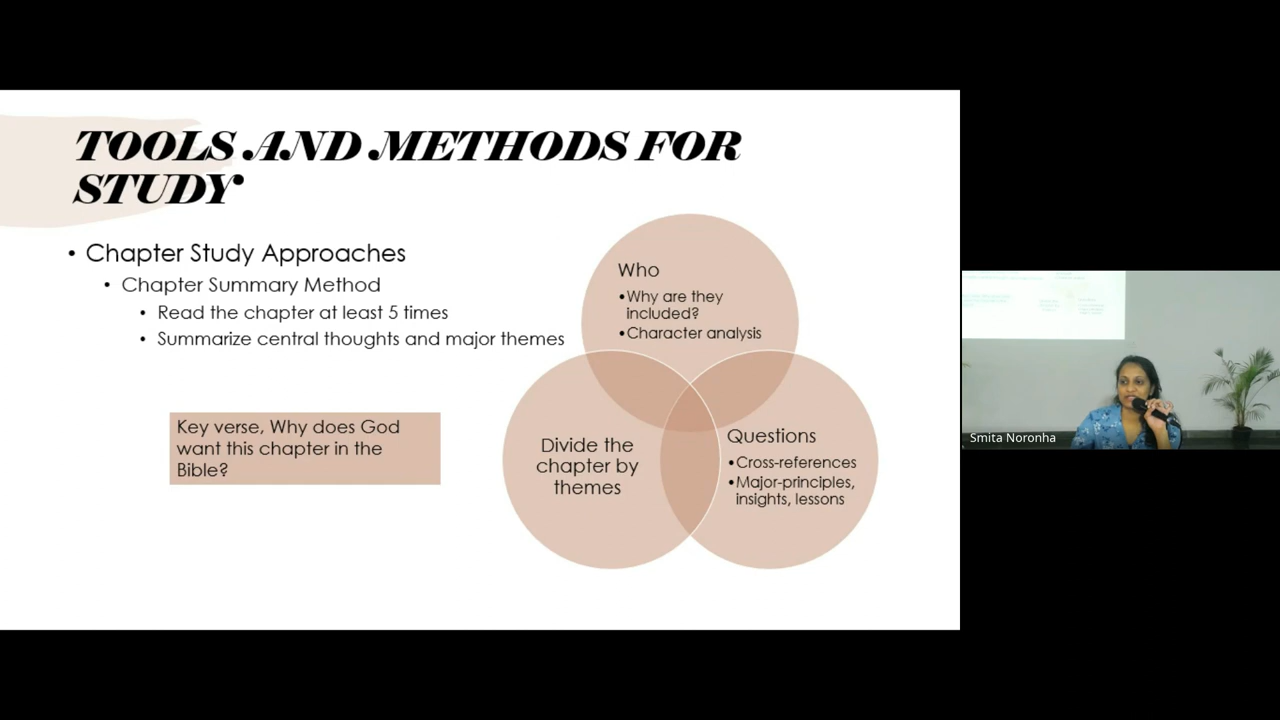 TOOLS AND METHODS FOR
STUDY
• Chapter Study Approaches
• Chapter Summary Method
• Read the chapter at least 5 times
• Summarize central thoughts and major themes
Key verse, Why does God
want this chapter in the
Bible?
Who
•Why are they
included?
•Character analysis
Divide the
chapter by
themes
Questions
•Cross-references
•Major-principles,
insights, lessons
Smita Noronha